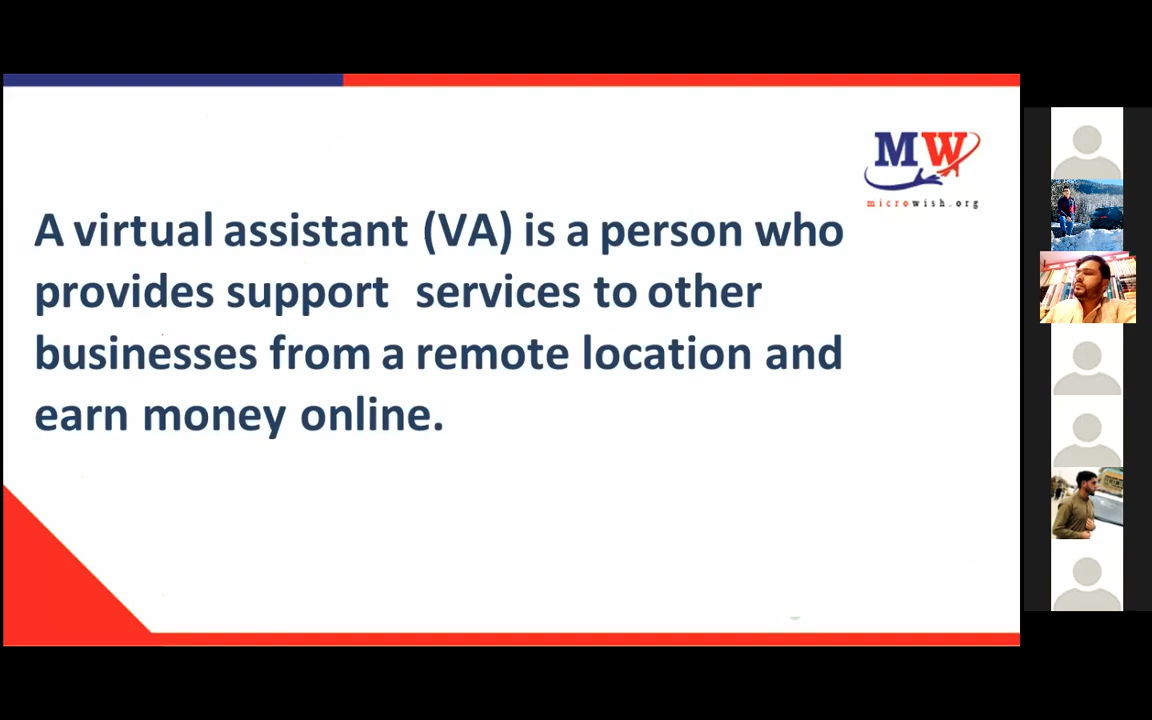 MW
microwish.org
A virtual assistant (VA) is a person who
provides support services to other
businesses from a remote location and
earn money online.